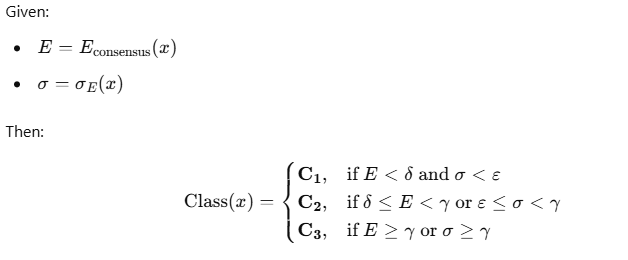 Given:
• E = E_consensus(x)
• σ = σ_E(x)
Then:
Class(x) = { C₁, if E < δ and σ < ε
C₂, if δ ≤ E < γ or ε ≤ σ < γ
C₃, if E ≥ γ or σ ≥ γ